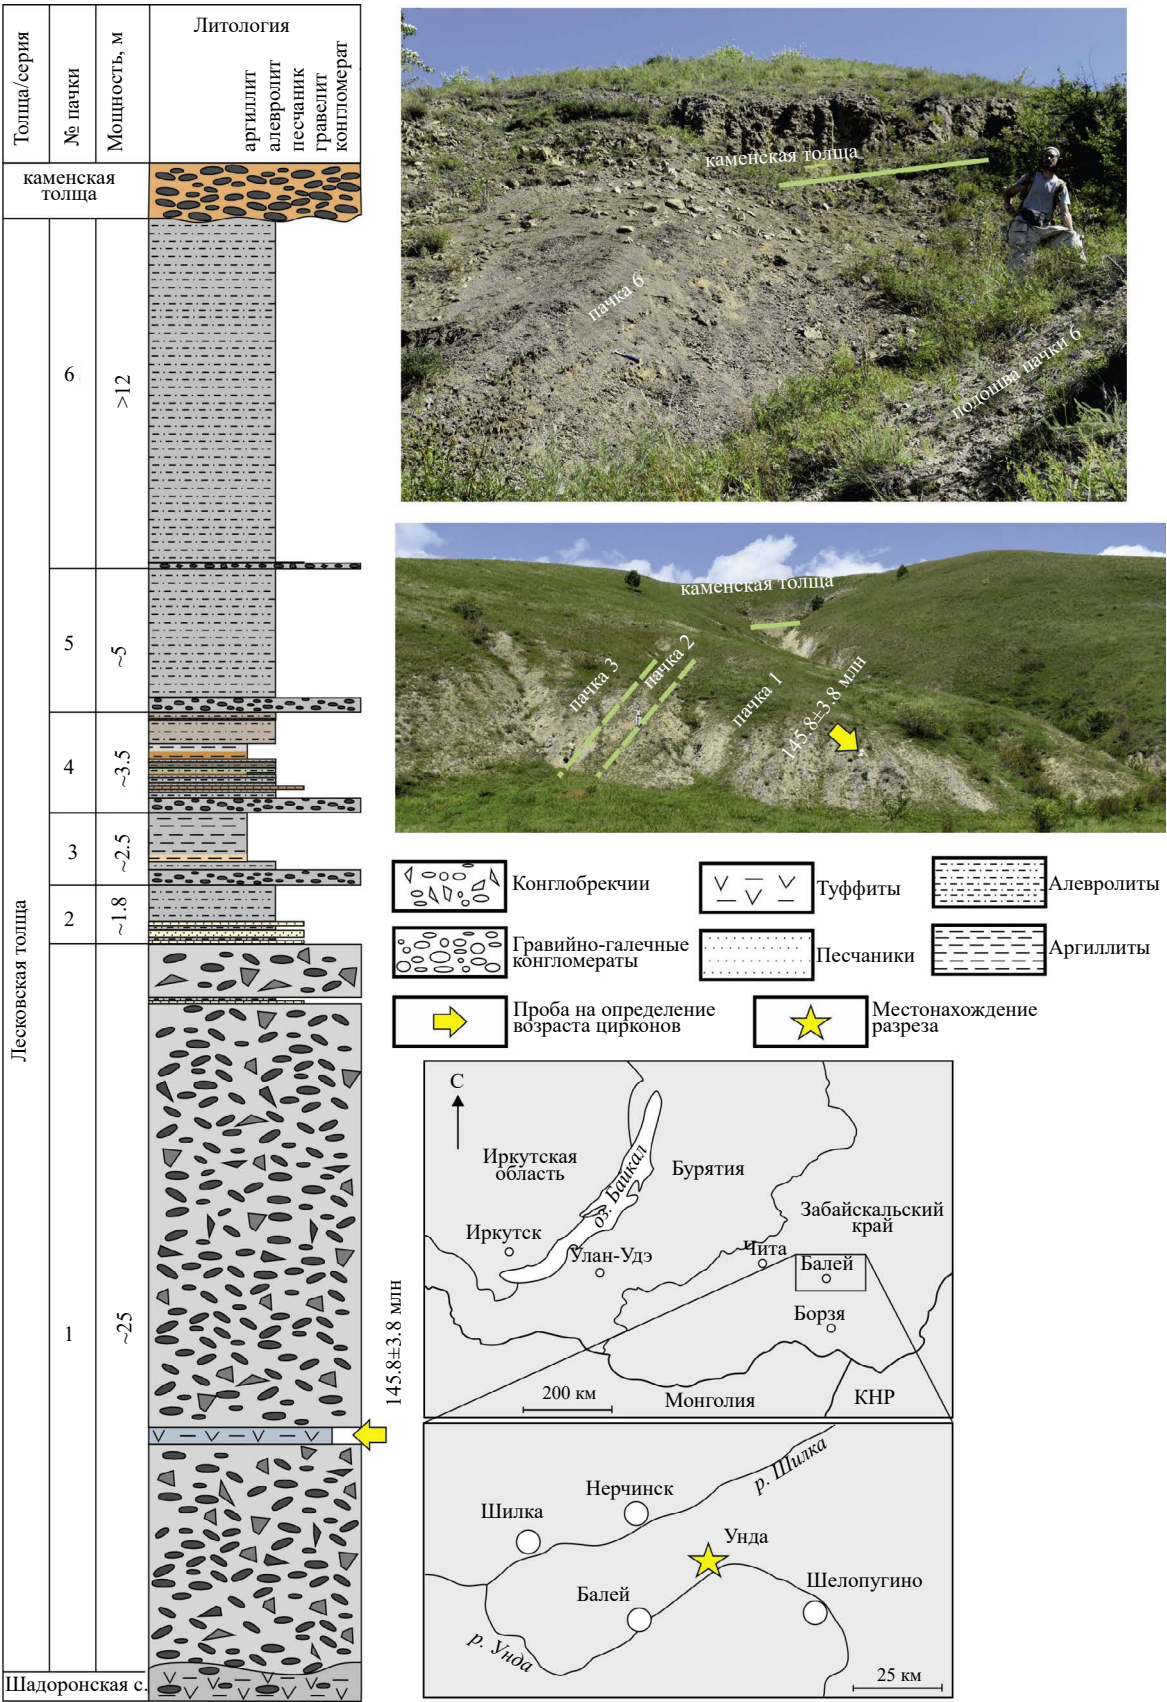 Толща/серия
№ пачки
Мощность, м
Литология
аргиллит
алевролит
песчаник
гравелит
конгломерат
каменская
толща
6
>12
5
~5
4
~3.5
3
~2.5
2
~1.8
Лесковская толща
1
~25
145.8±3.8 млн
Шадоронская с.
каменская толща
пачка 6
подошва пачки 6
каменская толща
пачка 3
пачка 2
пачка 1
145.8±3.8 млн
Конглобрекчии
Туффиты
Алевролиты
Гравийно-галечные
конгломераты
Песчаники
Аргиллиты
Проба на определение
возраста цирконов
Местонахождение
разреза
С
Иркутская
область
оз. Байкал
Бурятия
Забайскальский
край
Иркутск
Улан-Удэ
Чита
Балей
Борзя
200 км
Монголия
КНР
р. Шилка
Нерчинск
Шилка
Унда
Балей
Шелопугино
р. Унда
25 км